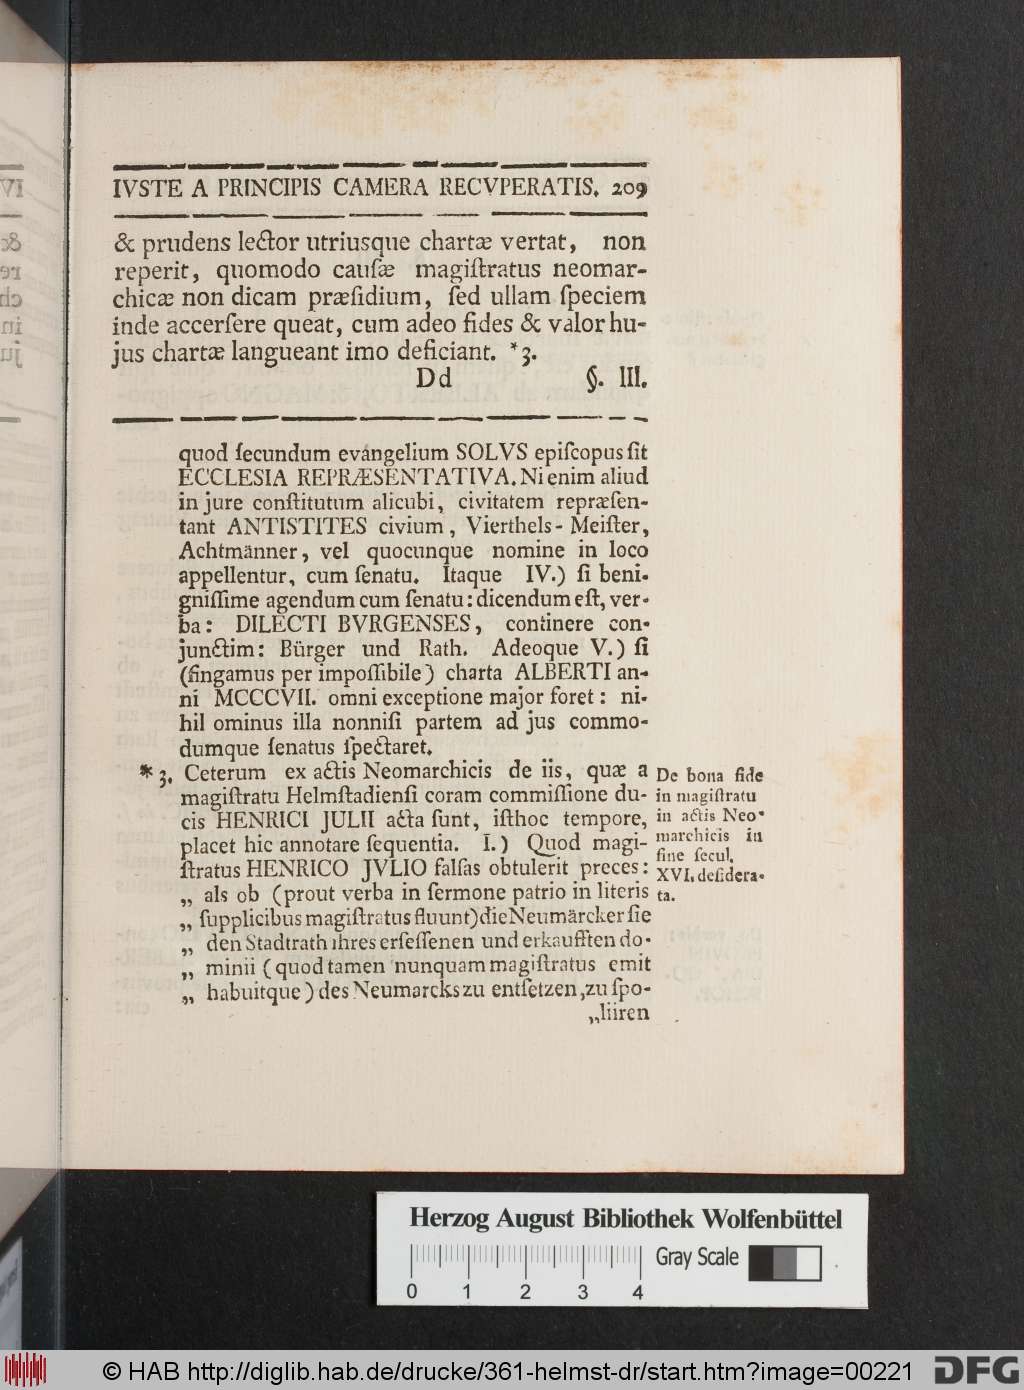 IVSTE A PRINCIPIS CAMERA RECVPERATIS. 209
& prudens lector utriusque chartæ vertat, non
reperit, quomodo cauſæ magiſtratus neomar-
chicæ non dicam præſidium, ſed ullam ſpeciem
inde accerſere queat, cum adeo fides & valor hu-
jus chartæ langueant imo deficiant. *3.
Dd §. III.
quod ſecundum evangelium SOLVS epiſcopus ſit
ECCLESIA REPRÆSENTATIVA. Ni enim aliud
in jure conſtitutum alicubi, civitatem repræſen-
tant ANTISTITES civium, Vierthels-Meiſter,
Achtmänner, vel quocunque nomine in loco
appellentur, cum ſenatu. Itaque IV.) ſi beni-
gniſſime agendum cum ſenatu: dicendum eſt, ver-
ba: DILECTI BVRGENSES, continere con-
junctim: Bürger und Rath. Adeoque V.) ſi
(fingamus per impoſſibile) charta ALBERTI an-
ni MCCCVII. omni exceptione major foret: ni-
hil ominus illa nonniſi partem ad jus commo-
dumque ſenatus ſpectaret.
*3. Ceterum ex actis Neomarchicis de iis, quæ a
magiſtratu Helmſtadienſi coram commiſſione du-
cis HENRICI JULII acta ſunt, iſthoc tempore,
placet hic annotare ſequentia. I.) Quod magi-
ſtratus HENRICO JVLIO falſas obtulerit preces:
„ als ob (prout verba in ſermone patrio in literis
„ ſupplicibus magiſtratus fluunt) die Neumärcker ſie
„ den Stadtrath ihres erſeſſenen und erkaufften do-
„ minii (quod tamen nunquam magiſtratus emit
„ habuitque) des Neumarcks zu entſetzen, zu ſpo-
„liiren
De bona fide
in magiſtratu
in actis Neo-
marchicis in
fine ſecul.
XVI. deſidera-
ta.
Herzog August Bibliothek Wolfenbüttel
Gray Scale
0 1 2 3 4
© HAB http://diglib.hab.de/drucke/361-helmst-dr/start.htm?image=00221
DFG